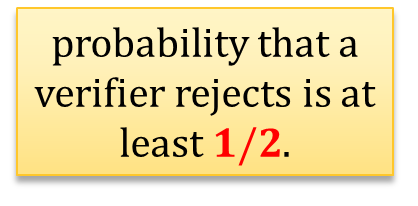 probability that a
verifier rejects is at
least 1/2.